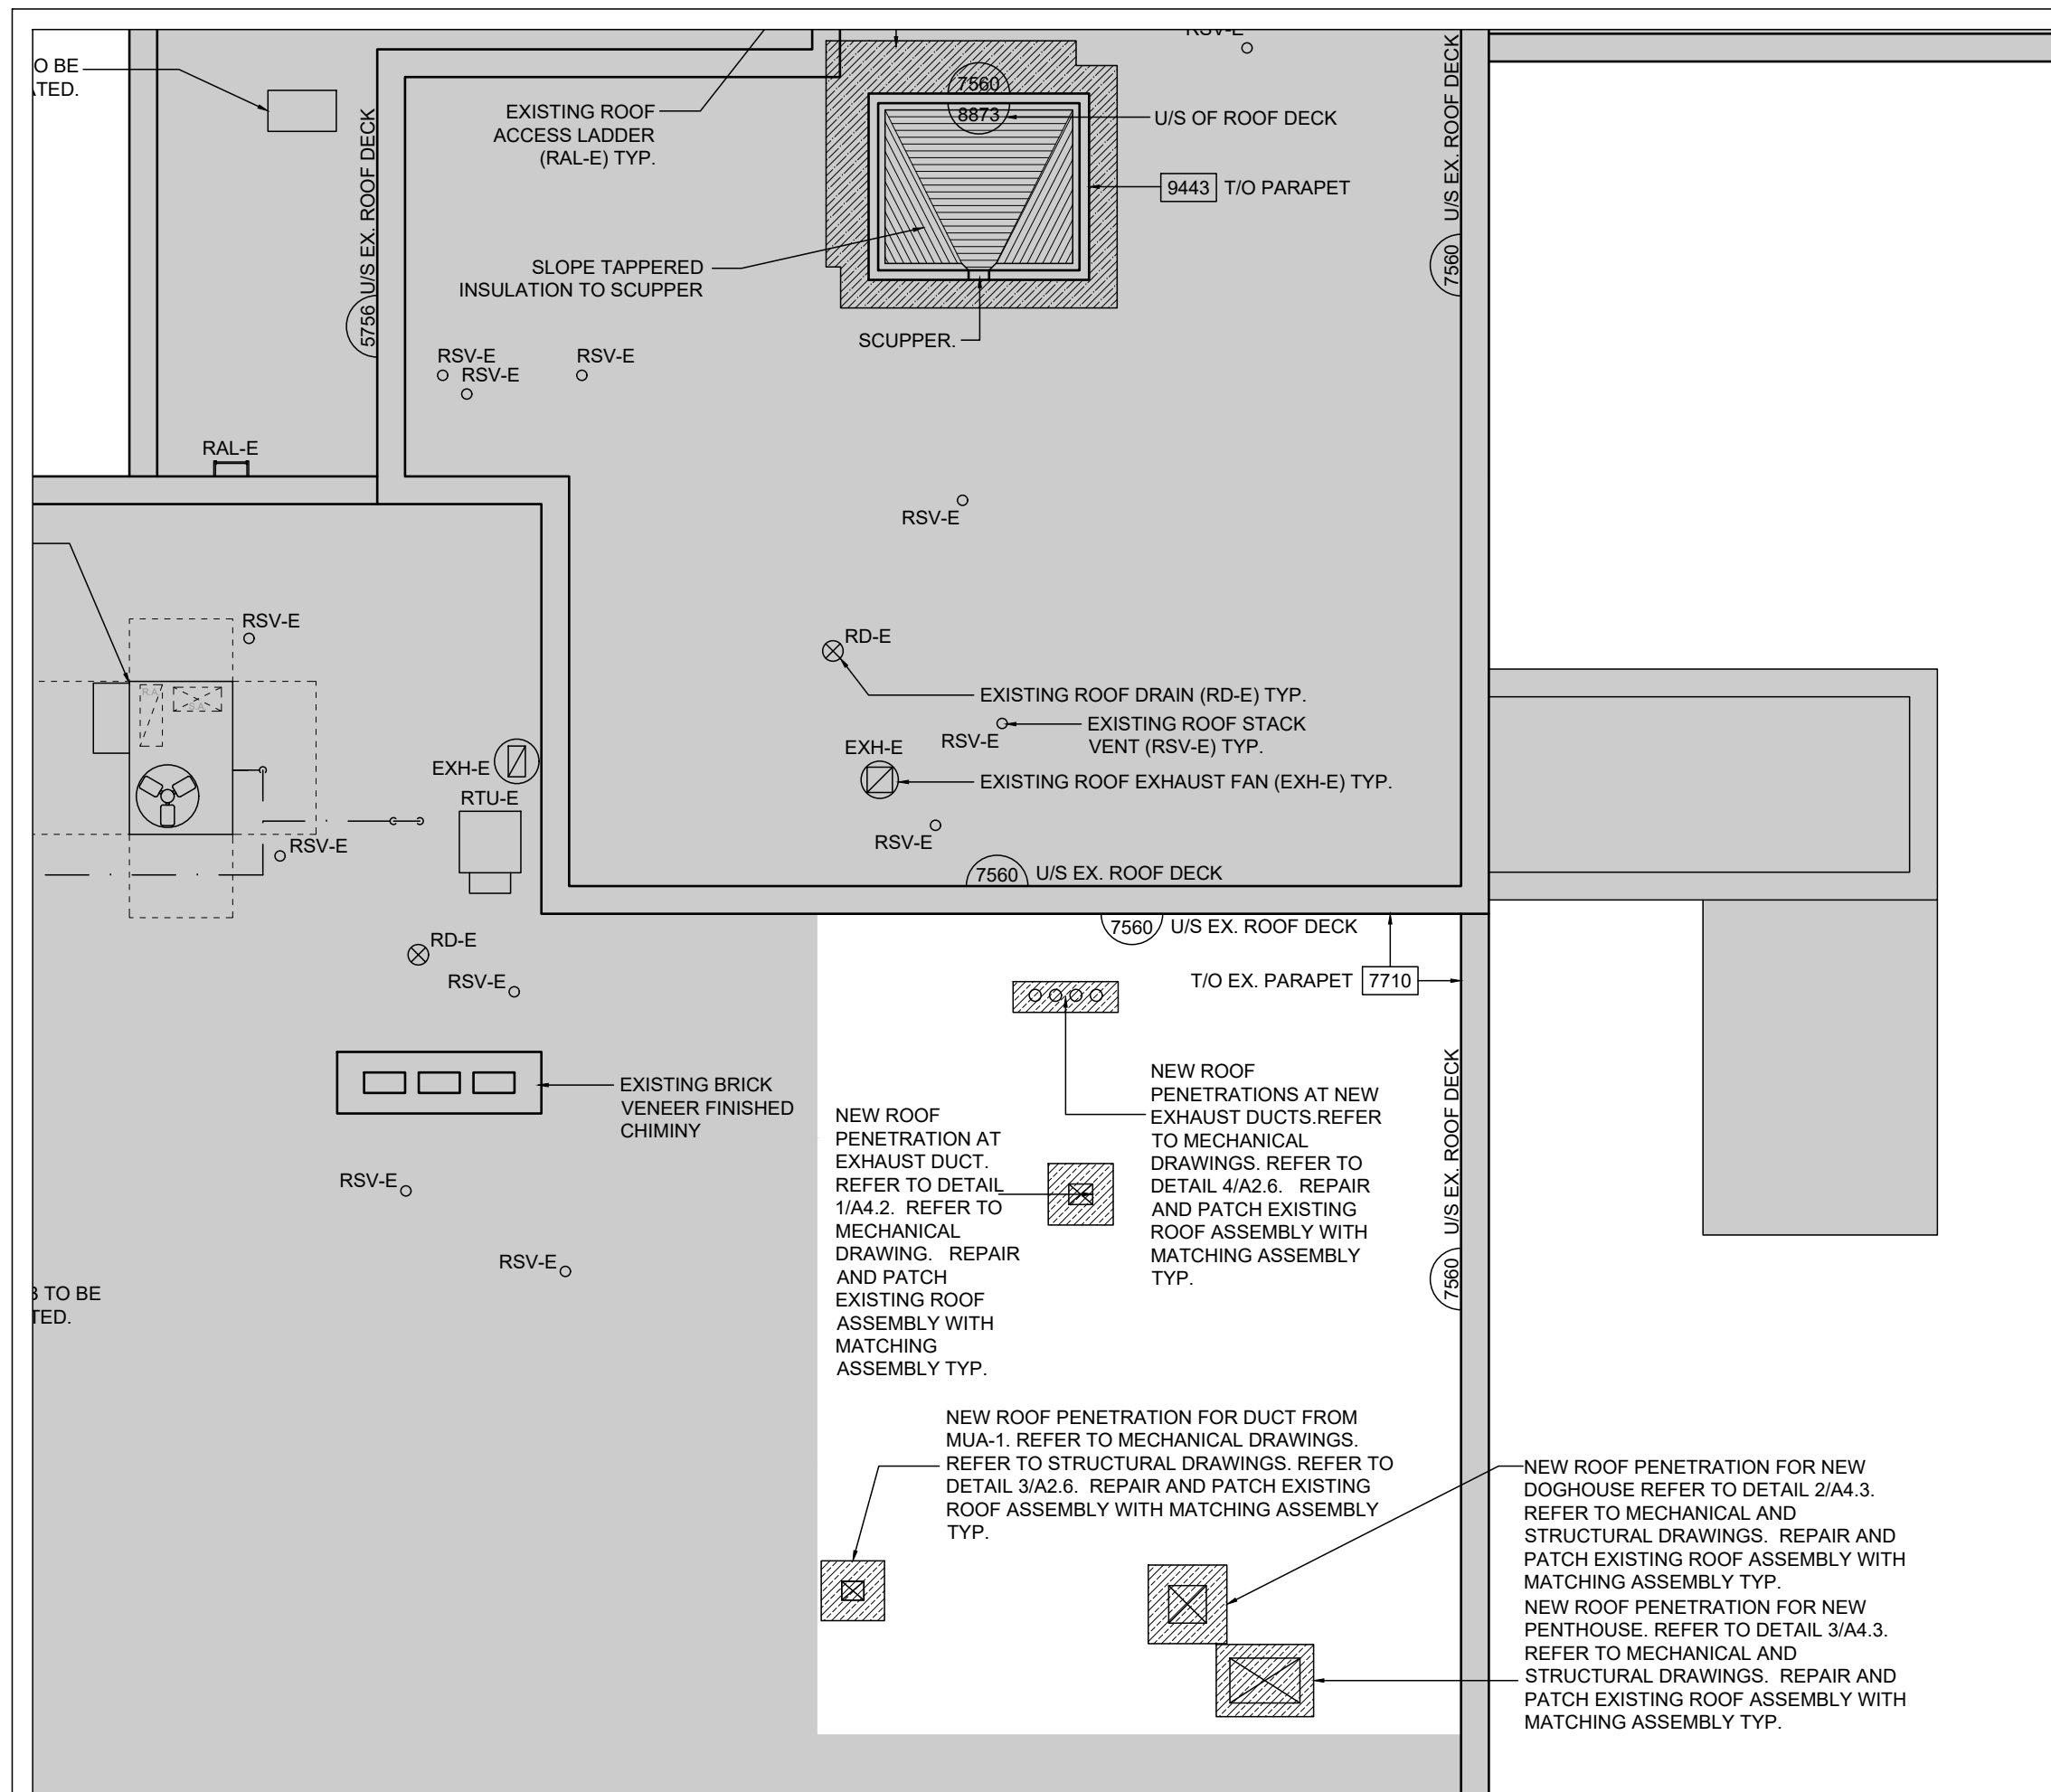 O BE
ATED.
EXISTING ROOF
ACCESS LADDER
(RAL-E) TYP.
U/S EX. ROOF DECK
5756
7560
8873
U/S OF ROOF DECK
9443 T/O PARAPET
RSV-E
U/S EX. ROOF DECK
7560
SLOPE TAPPERED
INSULATION TO SCUPPER
SCUPPER.
RSV-E
RSV-E
RSV-E
RAL-E
RSV-E
RSV-E
R.A.
S.A.
RD-E
EXISTING ROOF DRAIN (RD-E) TYP.
RSV-E
EXISTING ROOF STACK
VENT (RSV-E) TYP.
EXH-E
EXISTING ROOF EXHAUST FAN (EXH-E) TYP.
EXH-E
RTU-E
RSV-E
RSV-E
7560 U/S EX. ROOF DECK
7560 U/S EX. ROOF DECK
RD-E
RSV-E
T/O EX. PARAPET 7710
EXISTING BRICK
VENEER FINISHED
CHIMINY
RSV-E
RSV-E
NEW ROOF
PENETRATION AT
EXHAUST DUCT.
REFER TO DETAIL
1/A4.2. REFER TO
MECHANICAL
DRAWING. REPAIR
AND PATCH
EXISTING ROOF
ASSEMBLY WITH
MATCHING
ASSEMBLY TYP.
NEW ROOF
PENETRATIONS AT NEW
EXHAUST DUCTS.REFER
TO MECHANICAL
DRAWINGS. REFER TO
DETAIL 4/A2.6. REPAIR
AND PATCH EXISTING
ROOF ASSEMBLY WITH
MATCHING ASSEMBLY
TYP.
U/S EX. ROOF DECK
7560
TO BE
TED.
NEW ROOF PENETRATION FOR DUCT FROM
MUA-1. REFER TO MECHANICAL DRAWINGS.
REFER TO STRUCTURAL DRAWINGS. REFER TO
DETAIL 3/A2.6. REPAIR AND PATCH EXISTING
ROOF ASSEMBLY WITH MATCHING ASSEMBLY
TYP.
NEW ROOF PENETRATION FOR NEW
DOGHOUSE REFER TO DETAIL 2/A4.3.
REFER TO MECHANICAL AND
STRUCTURAL DRAWINGS. REPAIR AND
PATCH EXISTING ROOF ASSEMBLY WITH
MATCHING ASSEMBLY TYP.
NEW ROOF PENETRATION FOR NEW
PENTHOUSE. REFER TO DETAIL 3/A4.3.
REFER TO MECHANICAL AND
STRUCTURAL DRAWINGS. REPAIR AND
PATCH EXISTING ROOF ASSEMBLY WITH
MATCHING ASSEMBLY TYP.